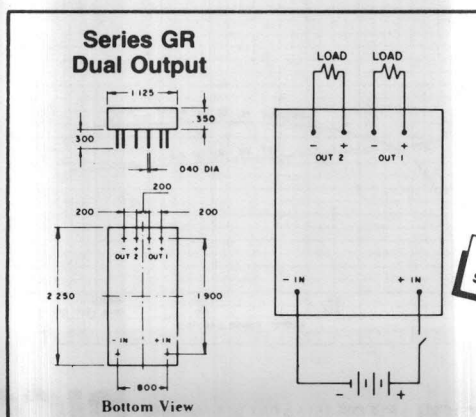 Series GR
Dual Output
1.125
.350
.300
.040 DIA
.200
.200
.200
- + - +
OUT 2 OUT 1
2.250
1.900
- IN + IN
.800
Bottom View
LOAD LOAD
- + - +
OUT 2 OUT 1
- IN + IN
- +